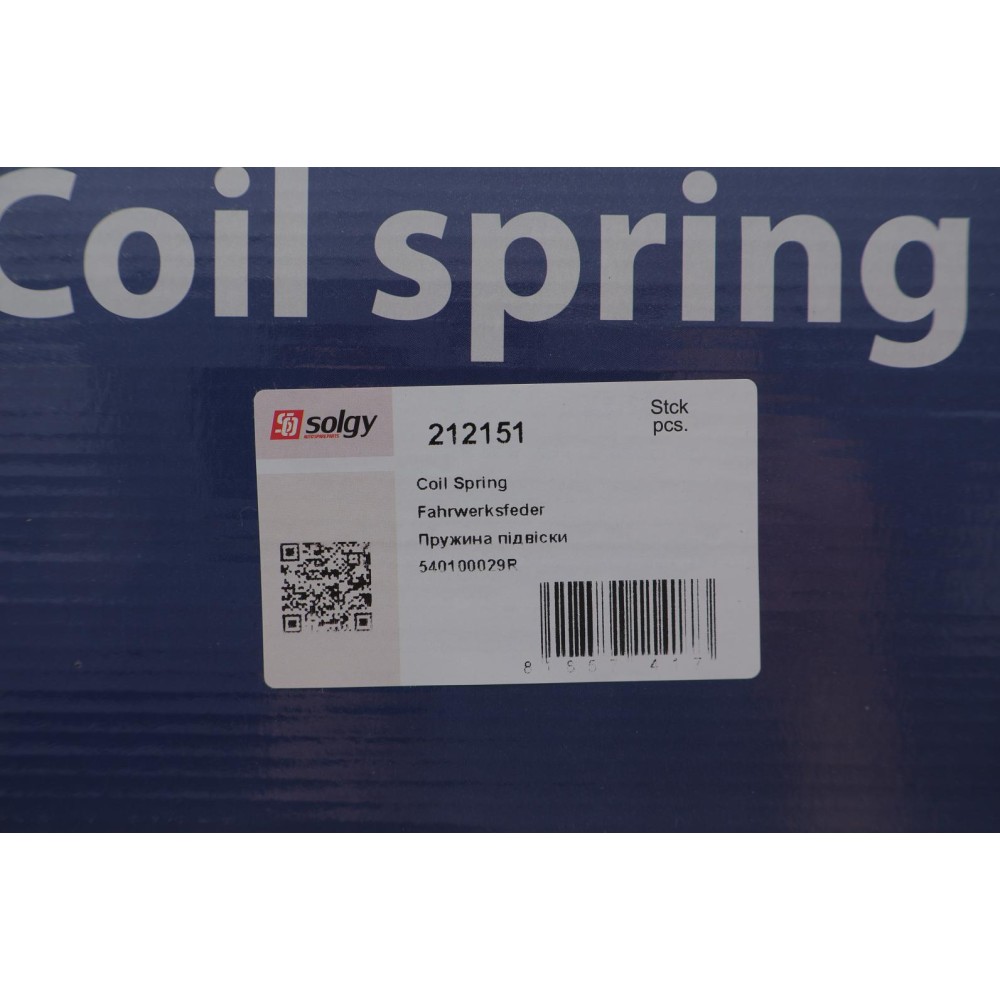 Coil spring
solgy
212151
Stck
pcs.
Coil Spring
Fahrwerksfeder
Пружина підвіски
540100029R